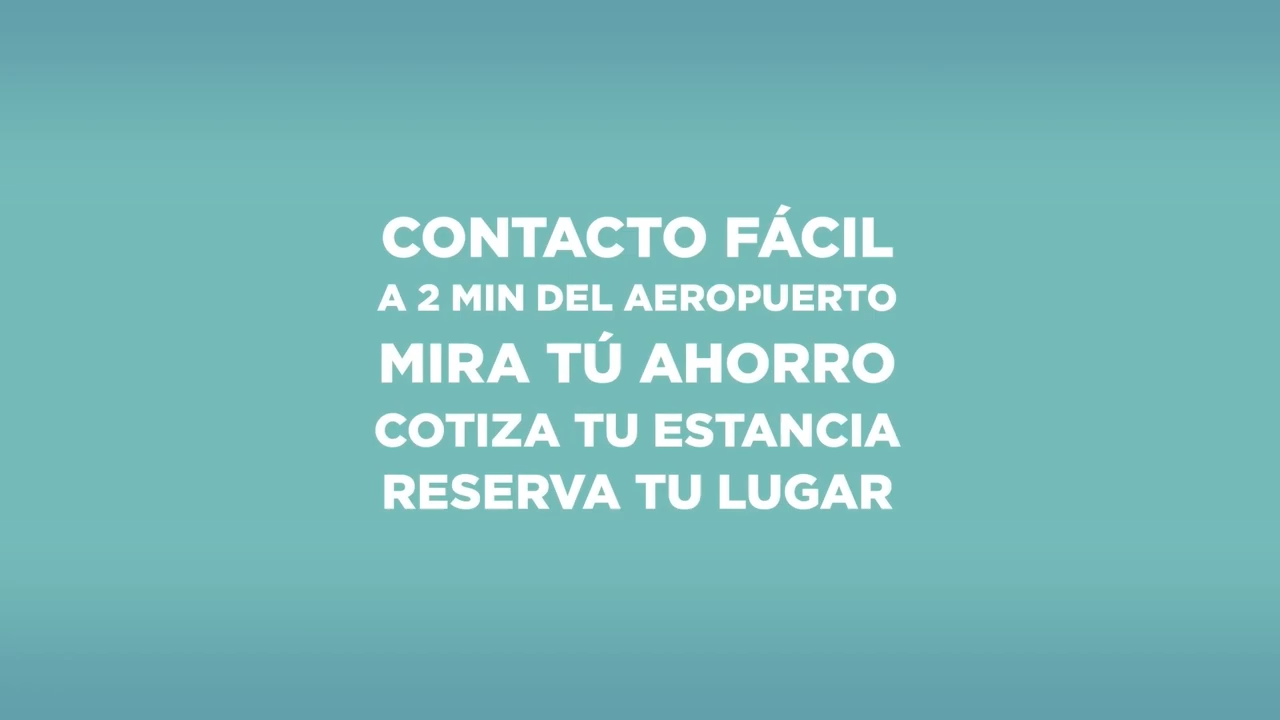 CONTACTO FÁCIL
A 2 MIN DEL AEROPUERTO
MIRA TÚ AHORRO
COTIZA TU ESTANCIA
RESERVA TU LUGAR